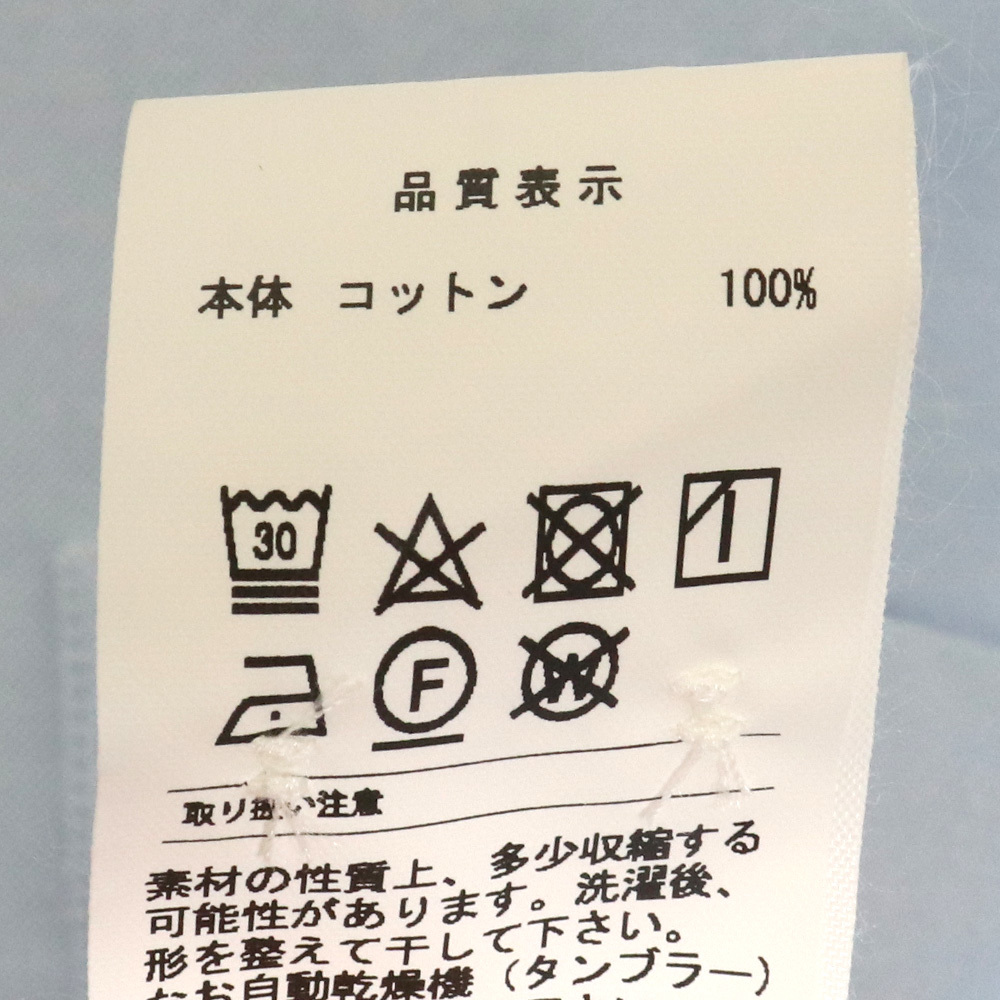 品質表示
本体 コットン 100%
30
F
W
取り扱い注意
素材の性質上、多少収縮する
可能性があります。洗濯後、
形を整えて干して下さい。
なお自動乾燥機(タンブラー)